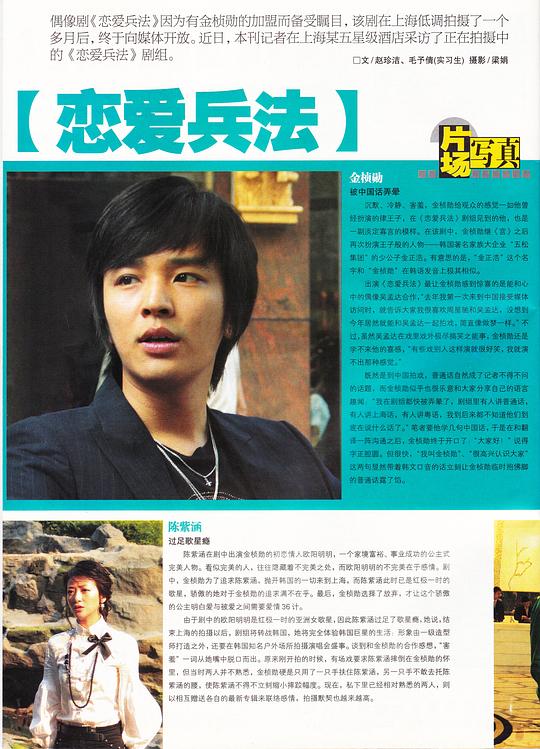 偶像剧《恋爱兵法》因为有金桢勋的加盟而备受瞩目，该剧在上海低调拍摄了一个
多月后，终于向媒体开放。近日，本刊记者在上海某五星级酒店采访了正在拍摄中
的《恋爱兵法》剧组。
□文/赵珍洁、毛予倩(实习生) 摄影/梁娟
【恋爱兵法】
片场写真
金桢勋
被中国话弄晕
沉默、冷静、害羞，金桢勋给观众的感觉一如他曾
经扮演的律王子，在《恋爱兵法》剧组见到的他，也是
一副淡定寡言的模样。在该剧中，金桢勋继《宫》之后
再次扮演王子般的人物——韩国著名家族大企业“五松
集团”的少公子金正浩。有意思的是，“金正浩”这个名
字和“金桢勋”在韩语发音上极其相似。
出演《恋爱兵法》最让金桢勋感到惊喜的是能和心
中的偶像吴孟达合作，“去年我第一次来到中国接受媒体
访问时，就告诉大家我很喜欢周星驰和吴孟达，没想到
今年居然就能和吴孟达一起拍戏，简直像做梦一样。”不
过，虽然吴孟达在戏里戏外极尽搞笑之能事，金桢勋还是
学不来他的喜感，“有些戏别人这样演就很好笑，我就演
不出那种感觉。”
既然是到中国拍戏，普通话自然成了记者不得不问
的话题，而金桢勋似乎也很乐意和大家分享自己的语言
趣闻：“我在剧组都快被弄晕了，剧组里有人讲普通话，
有人讲上海话，有人讲粤语，我到后来都不知道他们到
底在说什么话了。”笔者要他学几句中国话，于是在和翻
译一阵沟通之后，金桢勋终于开口了：“大家好！”说得
字正腔圆。但很快，“我叫金桢勋”、“很高兴认识大家”
这两句显然带着韩文口音的话立刻让金桢勋临时抱佛脚
的普通话露了馅。
陈紫涵
过足歌星瘾
陈紫涵在剧中出演金桢勋的初恋情人欧阳明明，一个家境富裕、事业成功的公主式
完美人物。看似完美的人，往往隐藏着不完美之处，而欧阳明明的不完美在于感情。剧
中，金桢勋为了追求陈紫涵，抛开韩国的一切来到上海。而陈紫涵此时已是红极一时的
歌星，骄傲的她对于金桢勋的追求满不在乎。最后，金桢勋选择了放弃，才让这个骄傲
的公主明白爱与被爱之间需要爱情36计。
由于剧中的欧阳明明是红极一时的亚洲女歌星，因此陈紫涵过足了歌星瘾，她说，结
束上海的拍摄以后，剧组将转战韩国，她将完全体验韩国巨星的生活：形象由一级造型
师打造之外，还要在韩国知名户外场所拍摄演唱会盛事。谈到和金桢勋的合作感想，“害
羞”一词从她嘴中脱口而出。原来刚开拍的时候，有场戏要求陈紫涵摔倒在金桢勋的怀
里，但当时两人并不熟悉，金桢勋硬是只用了一只手扶住陈紫涵，另一只手不敢去托陈
紫涵的腰，使陈紫涵不得不立刻缩小摔跤幅度。现在，私下里已经相对熟悉的两人，则
以相互赠送各自的最新专辑来联络感情，拍摄默契也越来越高。